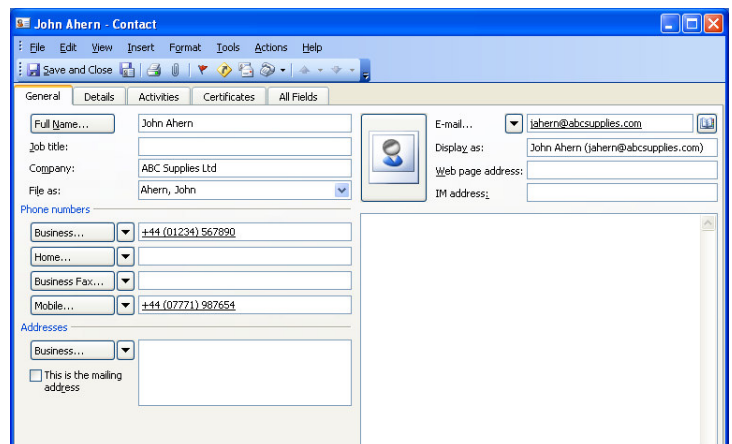 John Ahern - Contact
File Edit View Insert Format Tools Actions Help
Save and Close
General Details Activities Certificates All Fields
Full Name... John Ahern
Job title:
Company: ABC Supplies Ltd
File as: Ahern, John
E-mail... jahern@abcsupplies.com
Display as: John Ahern (jahern@abcsupplies.com)
Web page address:
IM address:
Phone numbers
Business... +44 (01234) 567890
Home...
Business Fax...
Mobile... +44 (07771) 987654
Addresses
Business...
This is the mailing
address